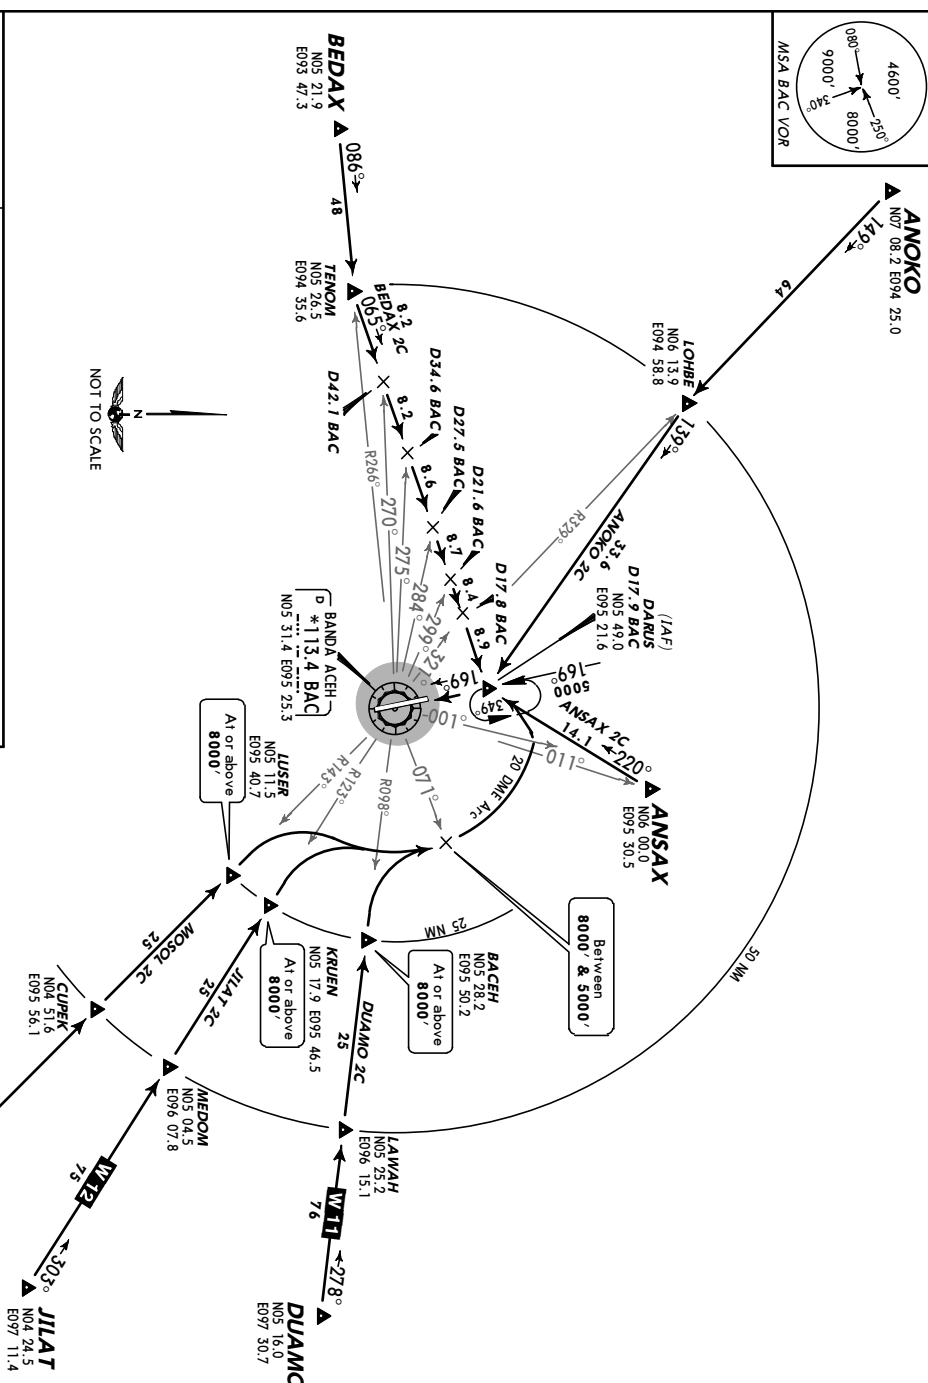 MSA BAC VOR
4600'
250°
8000'
340°
9000'
080°
ANOKO
N07 08.2 E094 25.0
149°
64
LOHBE
N06 13.9
E094 58.8
139°
ANOKO 2C
33.6
R329°
BEDAX
N05 21.9
E093 47.3
086°
48
TENOM
N05 26.5
E094 35.6
8.2
BEDAX 2C
065°
D42.1 BAC
8.2
D34.6 BAC
8.6
D27.5 BAC
8.7
D21.6 BAC
8.4
D17.8 BAC
8.9
R266°
270°
275°
284°
299°
321°
(IAF)
DARUS
D17.9 BAC
N05 49.0
E095 21.6
169°
5000
349°
169°
ANSAX 2C
14.1
220°
ANSAX
N06 00.0
E095 30.5
001°
011°
20 DME Arc
071°
R098°
R123°
R143°
BANDA ACEH
D *113.4 BAC
N05 31.4 E095 25.3
NOT TO SCALE
N
At or above
8000'
LUSER
N05 11.5
E095 40.7
MOSOL 2C
25
CUPEK
N04 51.6
E095 56.1
KRUEN
N05 17.9 E095 46.5
At or above
8000'
JILAT 2C
25
MEDOM
N05 04.5
E096 07.8
W 12
75
303°
JILAT
N04 24.5
E097 11.4
Between
8000' & 5000'
25 NM
50 NM
BACEH
N05 28.2
E095 50.2
At or above
8000'
DUAMO 2C
25
LAWAH
N05 25.2
E096 15.1
W 11
76
278°
DUAMO
N05 16.0
E097 30.7